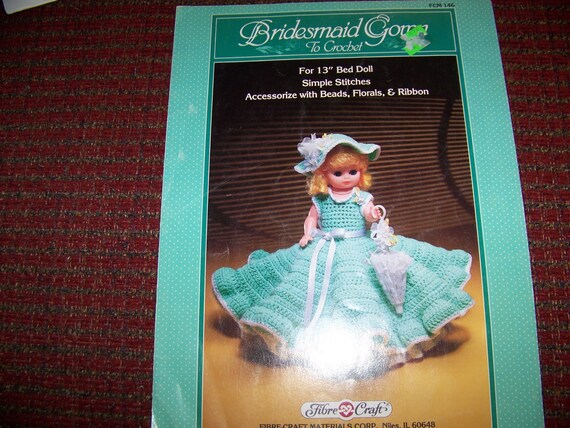 FCM 146
Bridesmaid Gown
To Crochet
For 13" Bed Doll
Simple Stitches
Accessorize with Beads, Florals, & Ribbon
Fibre Craft®
FIBRE-CRAFT MATERIALS CORP. Niles, IL 60648